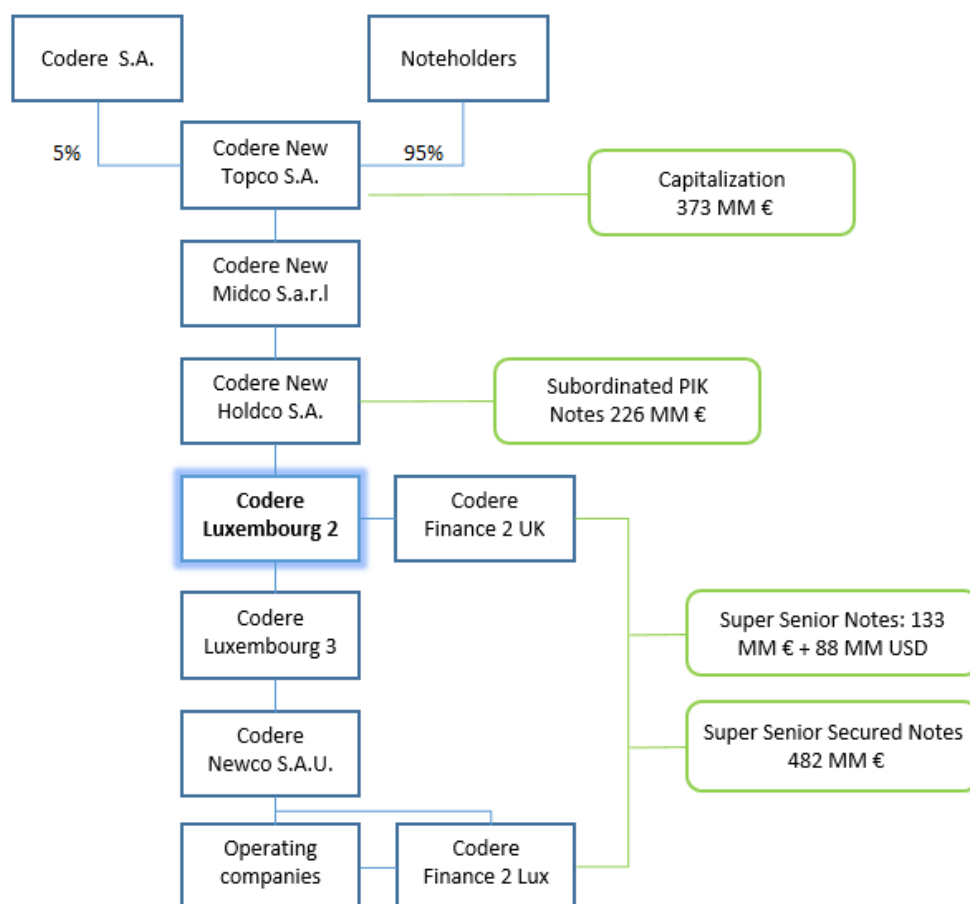 Codere S.A.
Noteholders
5%
95%
Codere New
Topco S.A.
Capitalization
373 MM €
Codere New
Midco S.a.r.l
Codere New
Holdco S.A.
Subordinated PIK
Notes 226 MM €
Codere
Luxembourg 2
Codere
Finance 2 UK
Codere
Luxembourg 3
Super Senior Notes: 133
MM € + 88 MM USD
Codere
Newco S.A.U.
Super Senior Secured Notes
482 MM €
Operating
companies
Codere
Finance 2 Lux